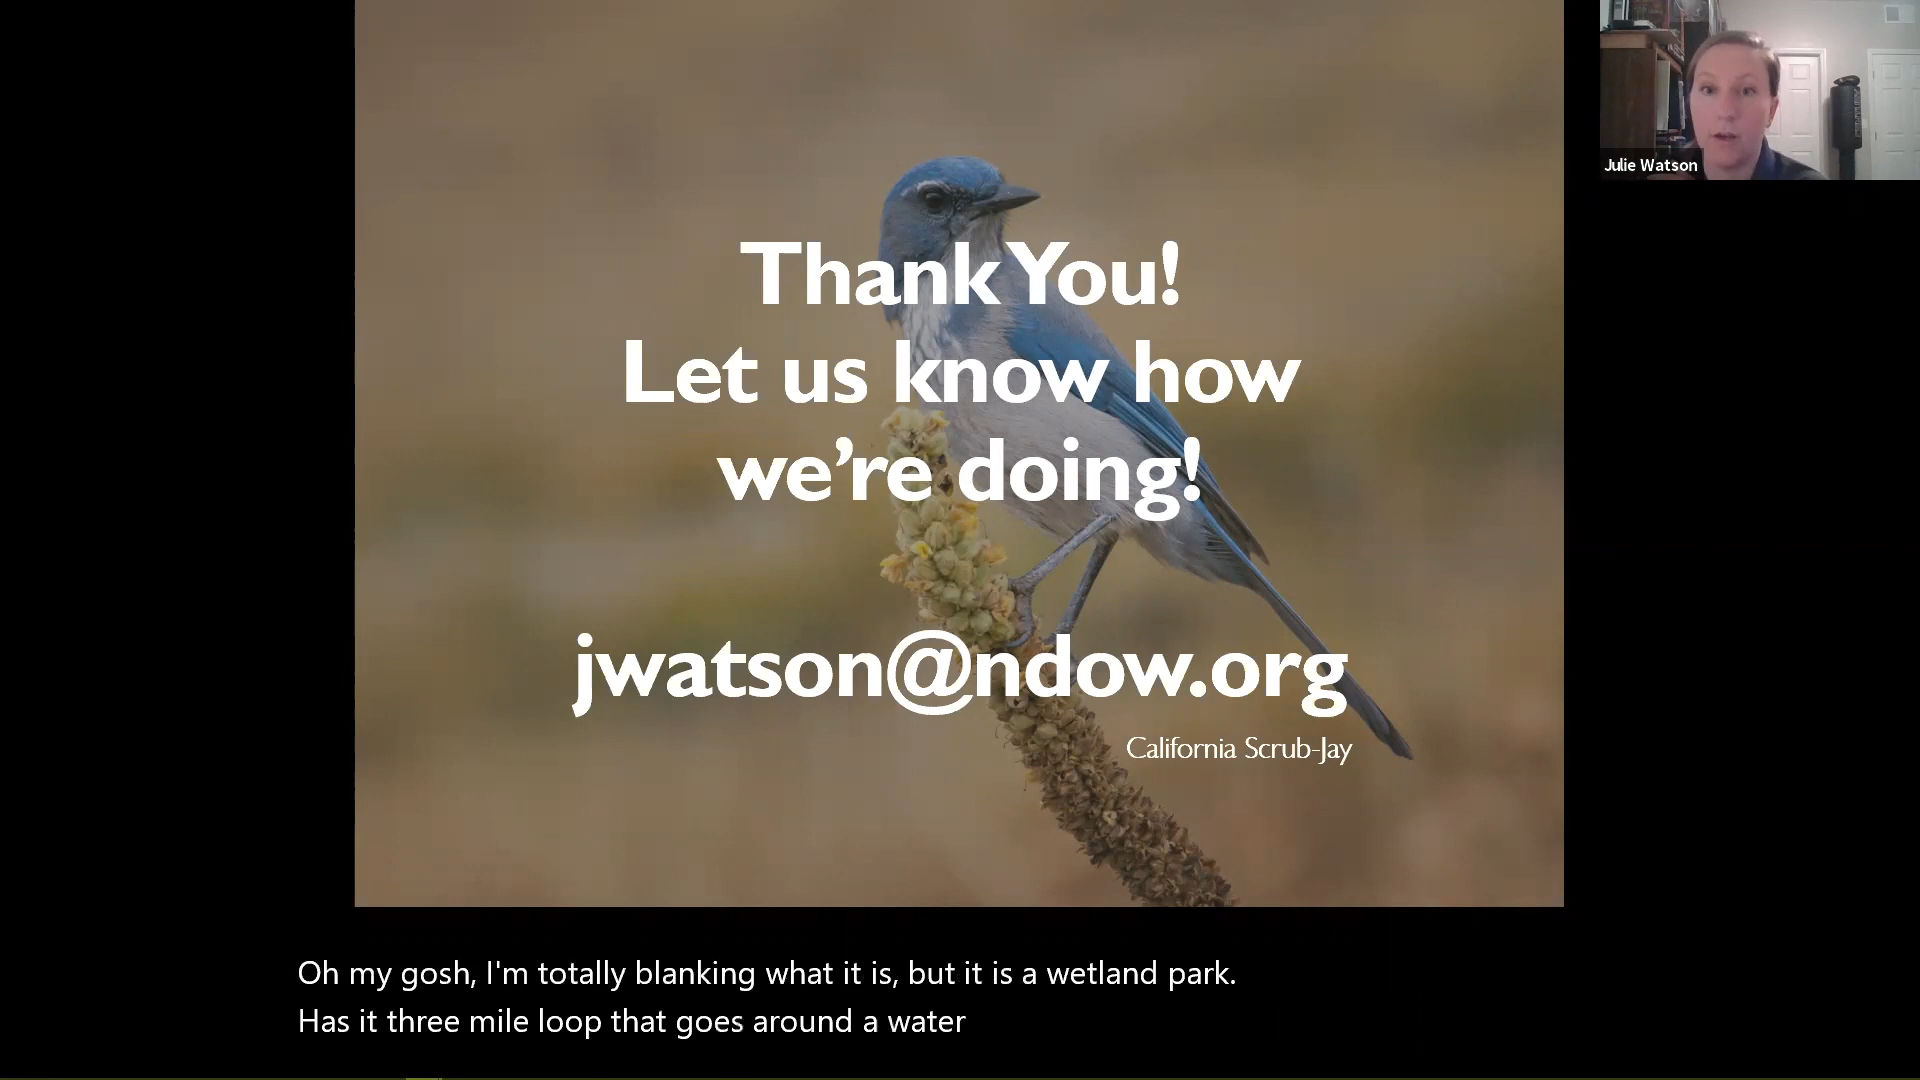 Thank You!
Let us know how
we're doing!
jwatson@ndow.org
California Scrub-Jay
Julie Watson
Oh my gosh, I'm totally blanking what it is, but it is a wetland park.
Has it three mile loop that goes around a water